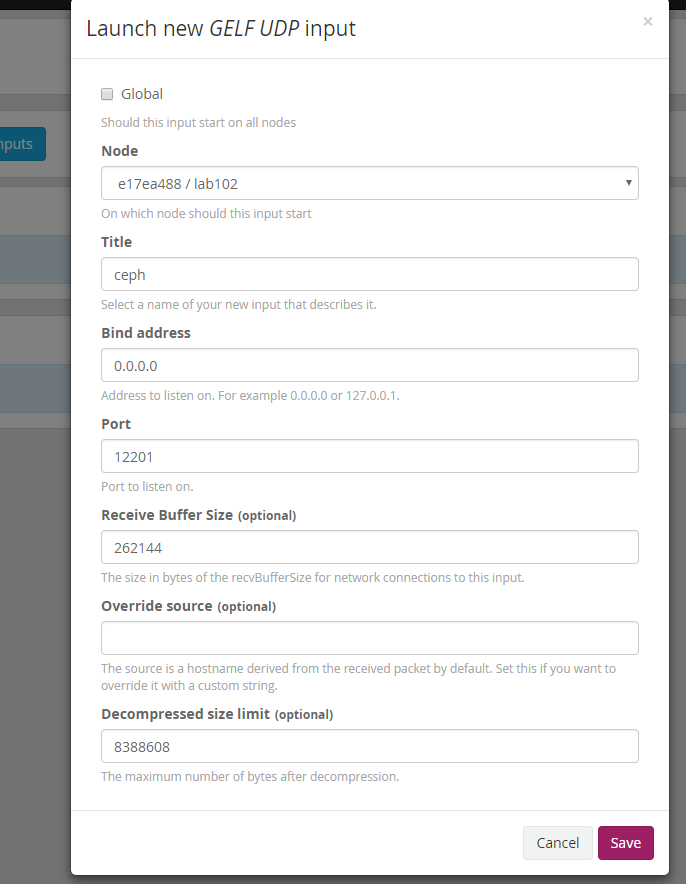 Launch new GELF UDP input
×
Global
Should this input start on all nodes
nputs
Node
e17ea488 / lab102
On which node should this input start
Title
ceph
Select a name of your new input that describes it.
Bind address
0.0.0.0
Address to listen on. For example 0.0.0.0 or 127.0.0.1.
Port
12201
Port to listen on.
Receive Buffer Size (optional)
262144
The size in bytes of the recvBufferSize for network connections to this input.
Override source (optional)
The source is a hostname derived from the received packet by default. Set this if you want to
override it with a custom string.
Decompressed size limit (optional)
8388608
The maximum number of bytes after decompression.
Cancel Save